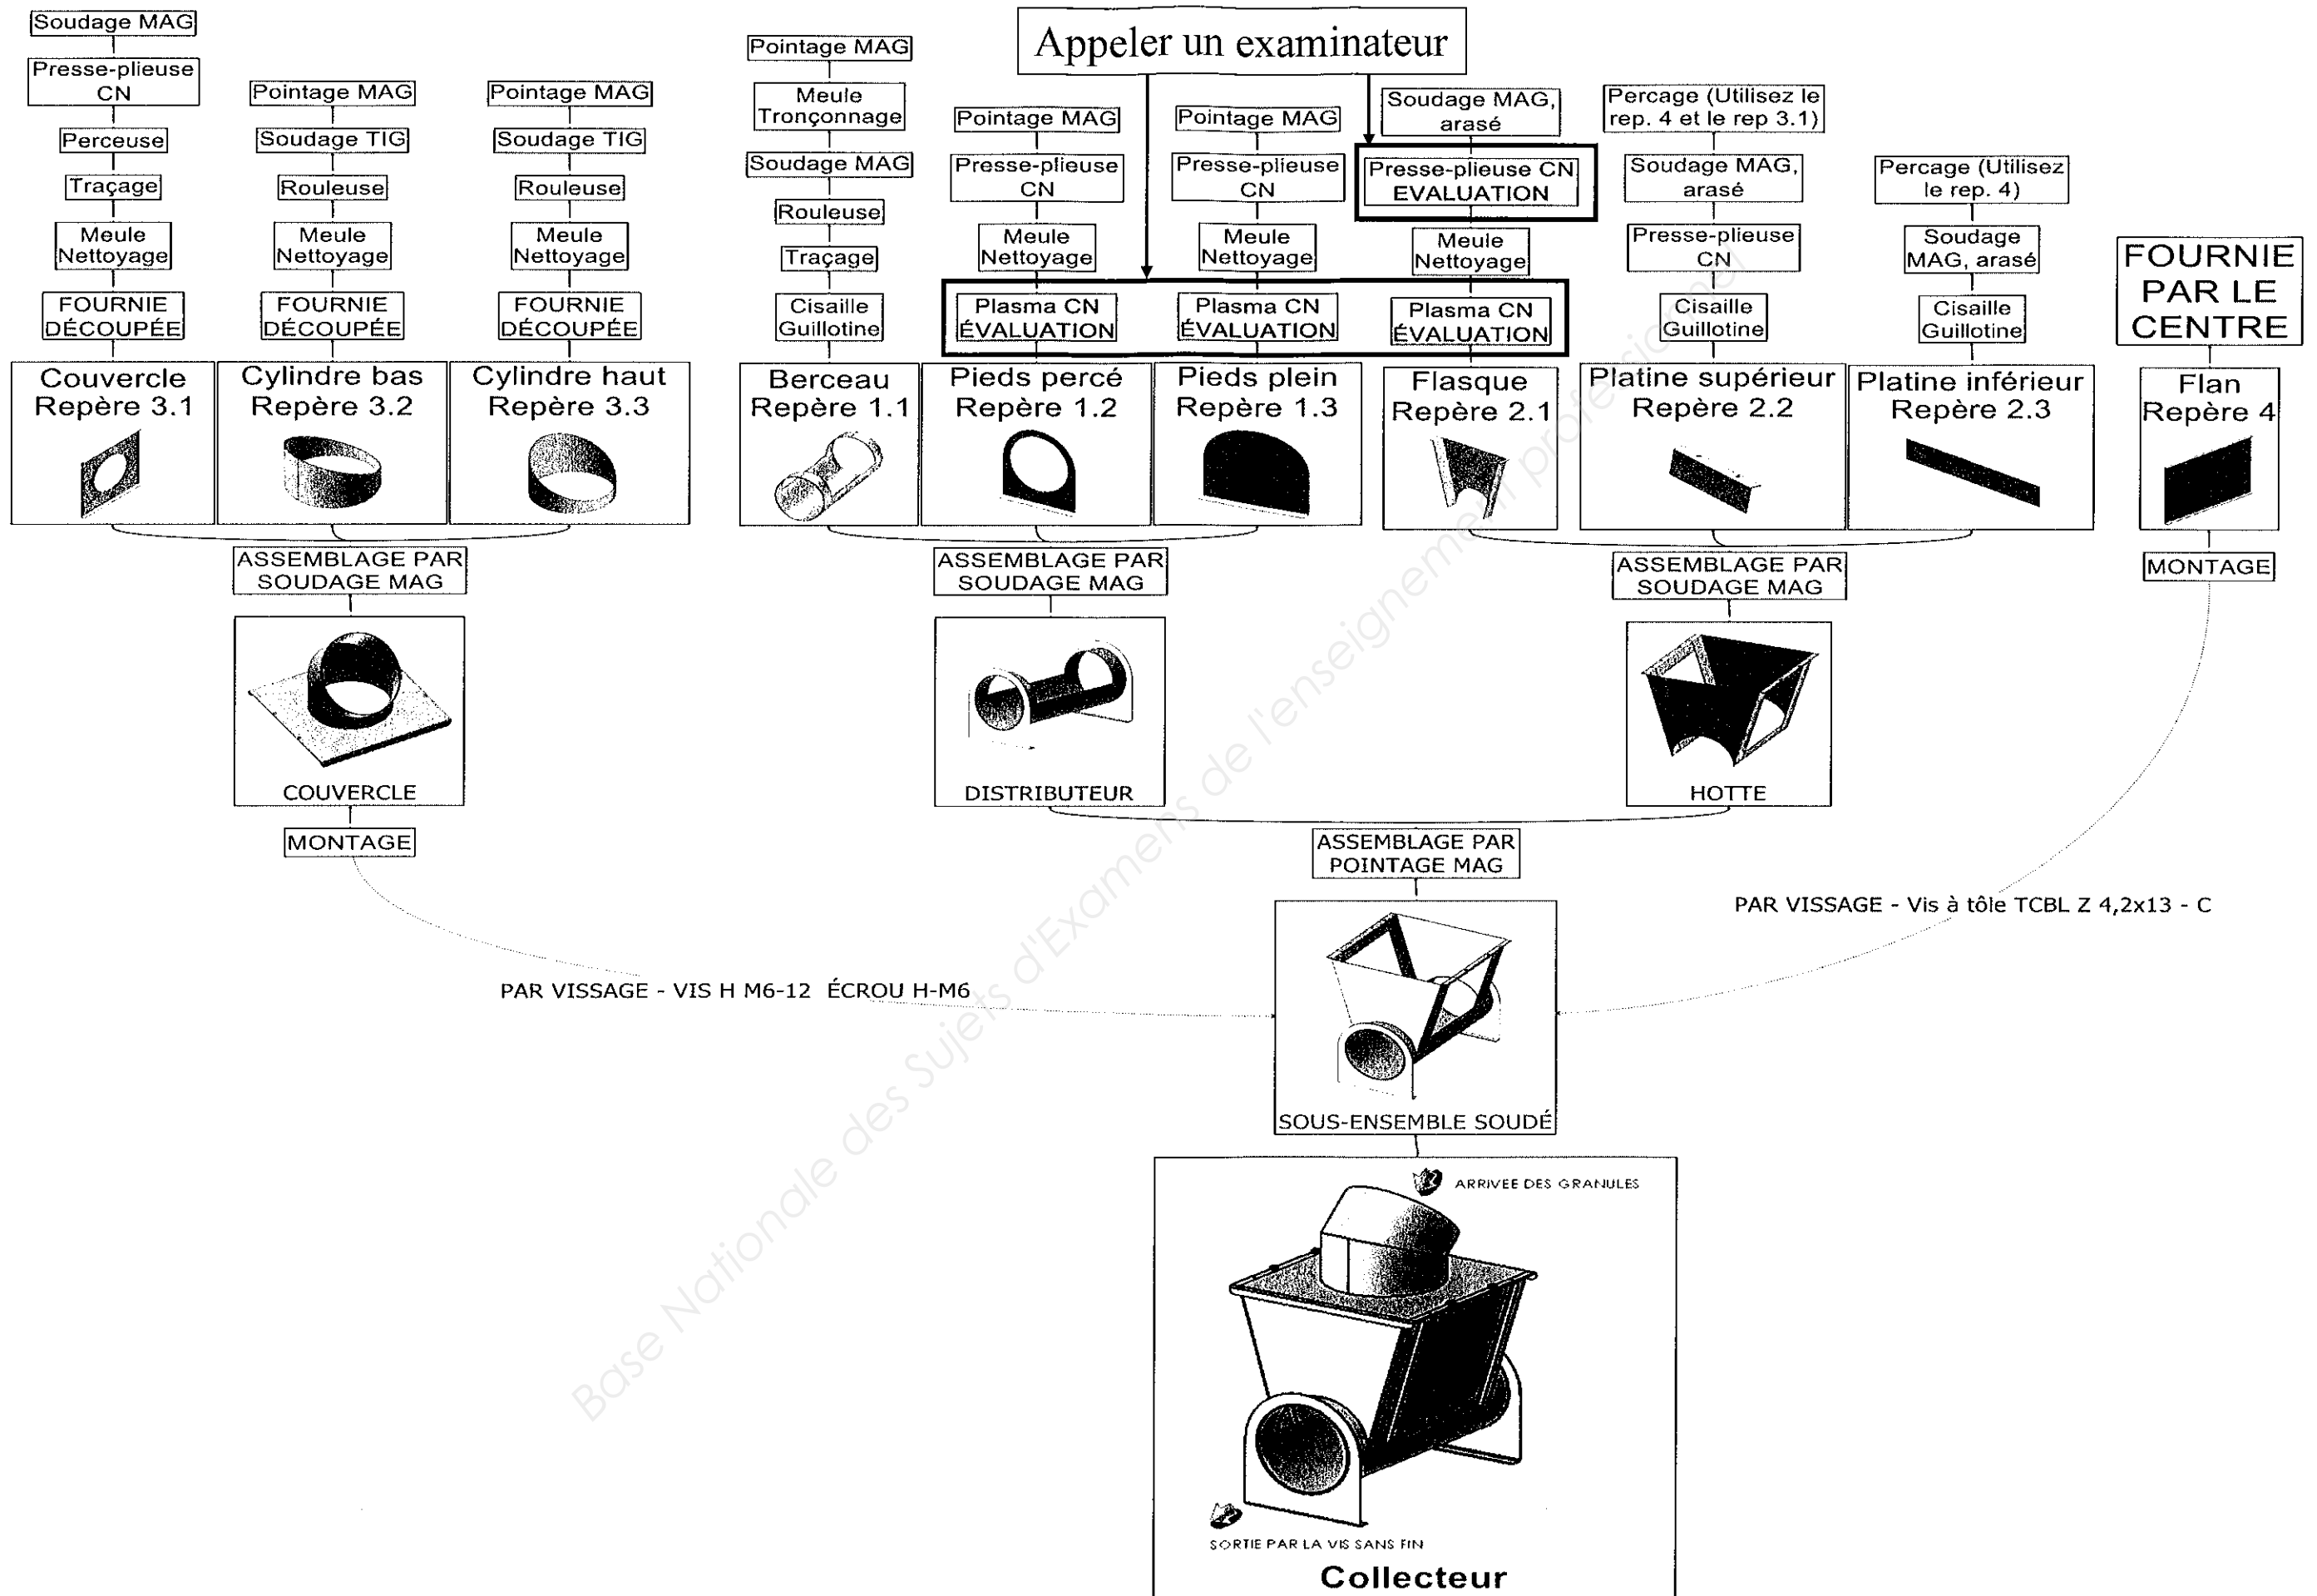 Soudage MAG
Presse-plieuse
CN
Perceuse
Traçage
Meule
Nettoyage
FOURNIE
DÉCOUPÉE
Couvercle
Repère 3.1
Pointage MAG
Soudage TIG
Rouleuse
Meule
Nettoyage
FOURNIE
DÉCOUPÉE
Cylindre bas
Repère 3.2
Pointage MAG
Soudage TIG
Rouleuse
Meule
Nettoyage
FOURNIE
DÉCOUPÉE
Cylindre haut
Repère 3.3
ASSEMBLAGE PAR
SOUDAGE MAG
COUVERCLE
MONTAGE
PAR VISSAGE - VIS H M6-12 ÉCROU H-M6
Appeler un examinateur
Pointage MAG
Meule
Tronçonnage
Soudage MAG
Rouleuse
Traçage
Cisaille
Guillotine
Berceau
Repère 1.1
Pointage MAG
Presse-plieuse
CN
Meule
Nettoyage
Plasma CN
ÉVALUATION
Pieds percé
Repère 1.2
Pointage MAG
Presse-plieuse
CN
Meule
Nettoyage
Plasma CN
ÉVALUATION
Pieds plein
Repère 1.3
ASSEMBLAGE PAR
SOUDAGE MAG
DISTRIBUTEUR
Soudage MAG,
arasé
Presse-plieuse CN
EVALUATION
Meule
Nettoyage
Plasma CN
ÉVALUATION
Flasque
Repère 2.1
Percage (Utilisez le
rep. 4 et le rep 3.1)
Soudage MAG,
arasé
Presse-plieuse
CN
Cisaille
Guillotine
Platine supérieur
Repère 2.2
Percage (Utilisez
le rep. 4)
Soudage
MAG, arasé
Cisaille
Guillotine
Platine inférieur
Repère 2.3
ASSEMBLAGE PAR
SOUDAGE MAG
HOTTE
FOURNIE
PAR LE
CENTRE
Flan
Repère 4
MONTAGE
PAR VISSAGE - Vis à tôle TCBL Z 4,2x13 - C
ASSEMBLAGE PAR
POINTAGE MAG
SOUS-ENSEMBLE SOUDÉ
ARRIVEE DES GRANULES
SORTIE PAR LA VIS SANS FIN
Collecteur
Base Nationale des Sujets d'Examens de l'enseignement professionnel